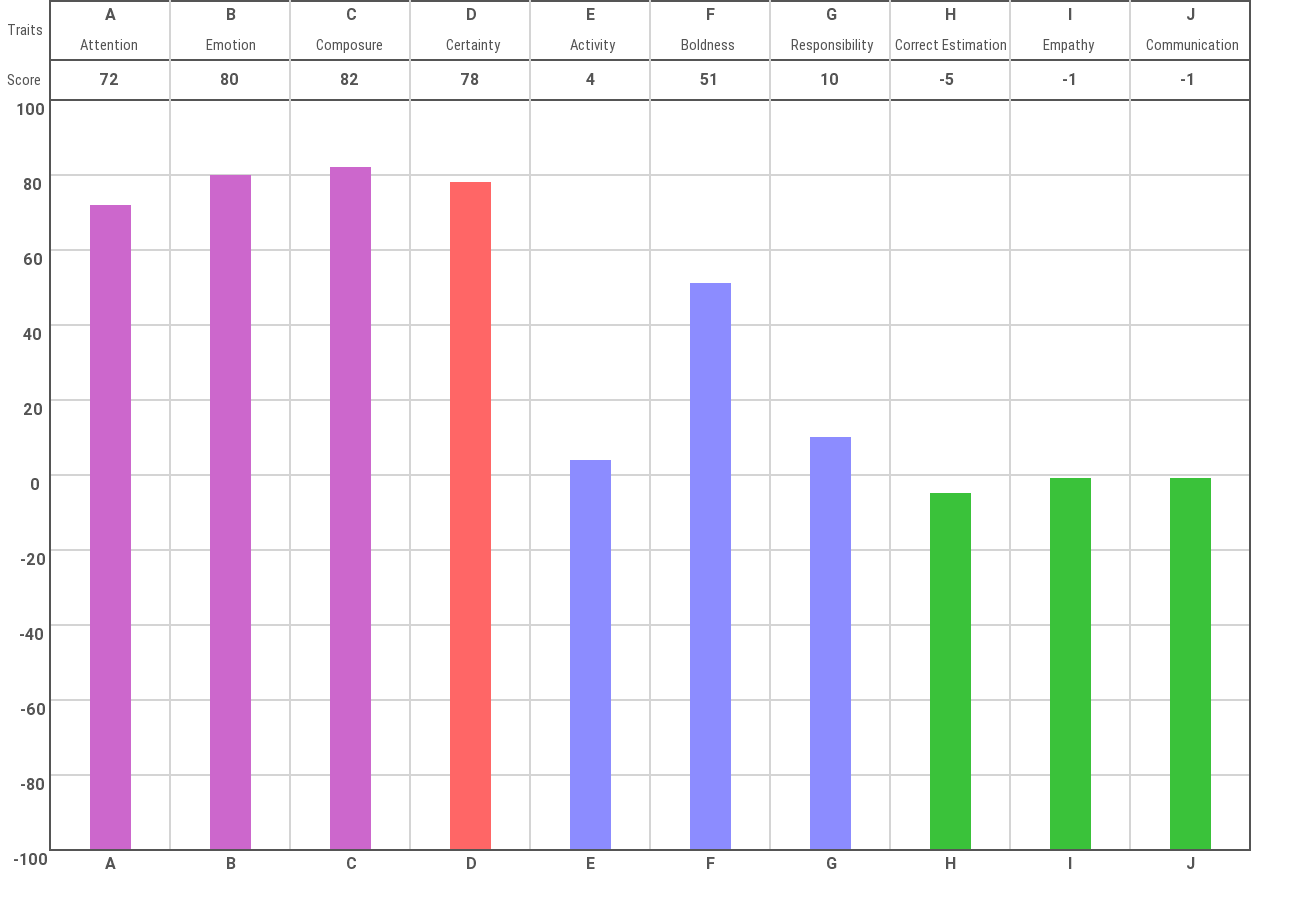 A B C D E F G H I J
Traits
Attention Emotion Composure Certainty Activity Boldness Responsibility Correct Estimation Empathy Communication
Score 72 80 82 78 4 51 10 -5 -1 -1
100
80
60
40
20
0
-20
-40
-60
-80
-100
A B C D E F G H I J